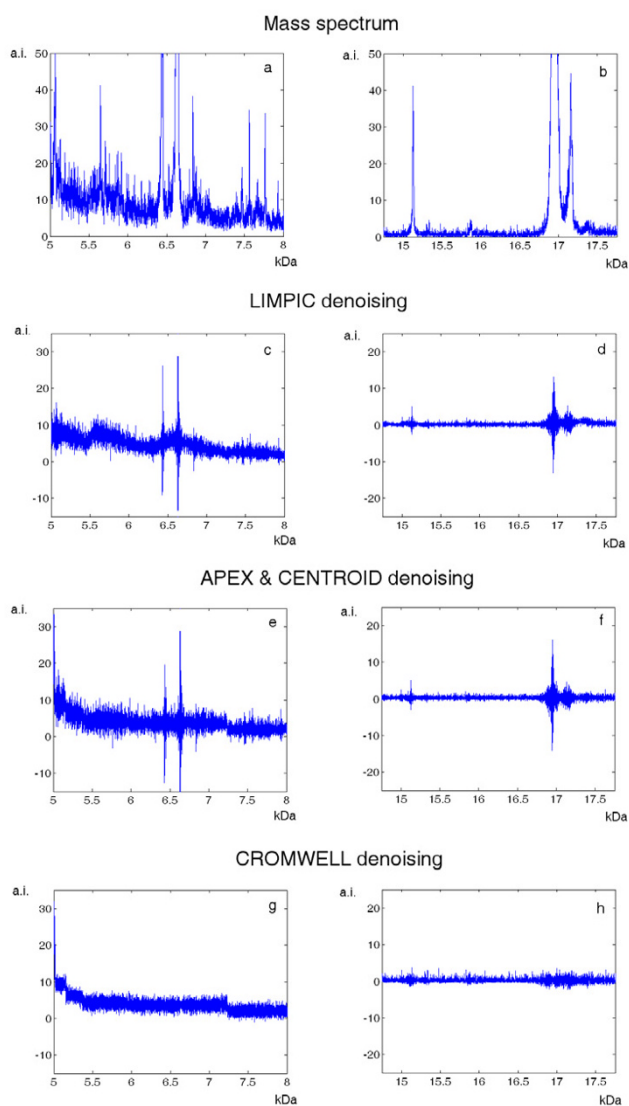 Mass spectrum
a.i. a.i.
50 50
40 40
30 30
20 20
10 10
0 0
a b
5 5.5 6 6.5 7 7.5 8 15 15.5 16 16.5 17 17.5
kDa kDa
LIMPIC denoising
a.i. a.i.
30 20
20 10
10 0
0 -10
-10 -20
c d
5 5.5 6 6.5 7 7.5 8 15 15.5 16 16.5 17 17.5
kDa kDa
APEX & CENTROID denoising
a.i. a.i.
30 20
20 10
10 0
0 -10
-10 -20
e f
5 5.5 6 6.5 7 7.5 8 15 15.5 16 16.5 17 17.5
kDa kDa
CROMWELL denoising
a.i. a.i.
30 20
20 10
10 0
0 -10
-10 -20
g h
5 5.5 6 6.5 7 7.5 8 15 15.5 16 16.5 17 17.5
kDa kDa